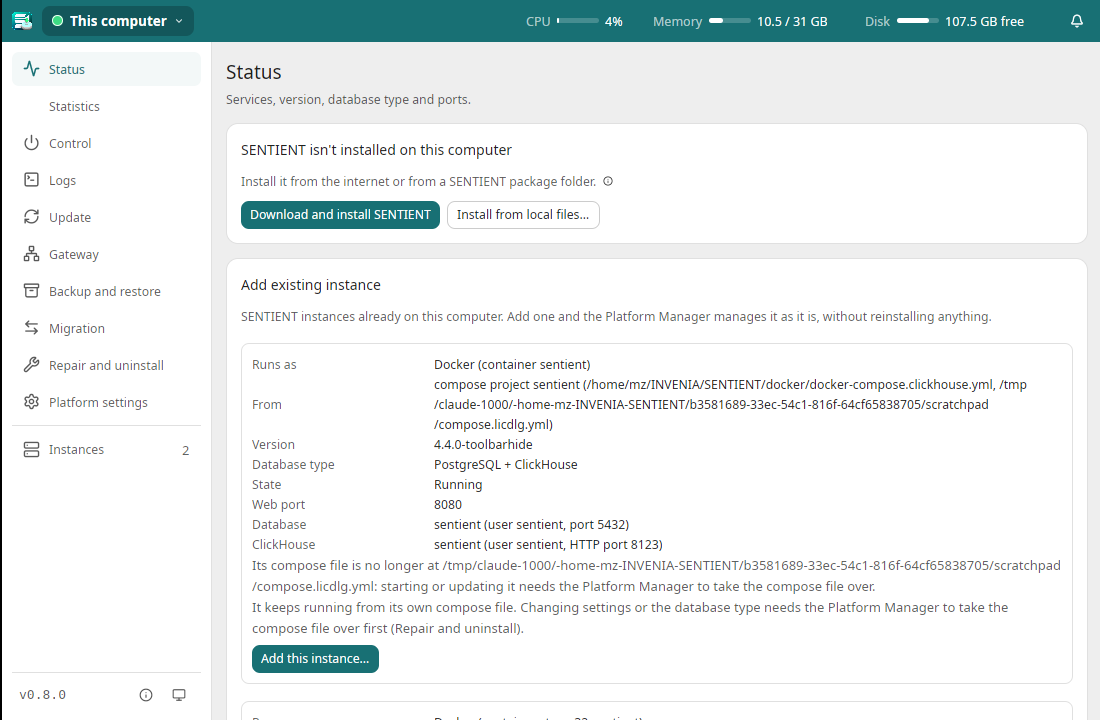 This computer
CPU 4% Memory 10.5 / 31 GB Disk 107.5 GB free
Status
Statistics
Control
Logs
Update
Gateway
Backup and restore
Migration
Repair and uninstall
Platform settings
Instances 2
v0.8.0
Status
Services, version, database type and ports.
SENTIENT isn't installed on this computer
Install it from the internet or from a SENTIENT package folder.
Download and install SENTIENT
Install from local files...
Add existing instance
SENTIENT instances already on this computer. Add one and the Platform Manager manages it as it is, without reinstalling anything.
Runs as Docker (container sentient)
From compose project sentient (/home/mz/INVENIA/SENTIENT/docker/docker-compose.clickhouse.yml, /tmp
/claude-1000/-home-mz-INVENIA-SENTIENT/b3581689-33ec-54c1-816f-64cf65838705/scratchpad
/compose.licdlg.yml)
Version 4.4.0-toolbarhide
Database type PostgreSQL + ClickHouse
State Running
Web port 8080
Database sentient (user sentient, port 5432)
ClickHouse sentient (user sentient, HTTP port 8123)
Its compose file is no longer at /tmp/claude-1000/-home-mz-INVENIA-SENTIENT/b3581689-33ec-54c1-816f-64cf65838705/scratchpad
/compose.licdlg.yml: starting or updating it needs the Platform Manager to take the compose file over.
It keeps running from its own compose file. Changing settings or the database type needs the Platform Manager to take the
compose file over first (Repair and uninstall).
Add this instance...